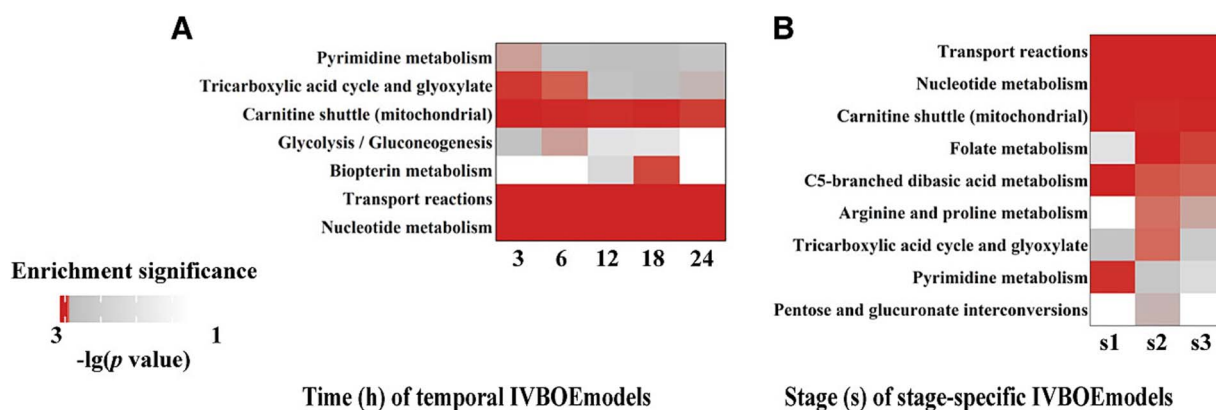 A
Pyrimidine metabolism
Tricarboxylic acid cycle and glyoxylate
Carnitine shuttle (mitochondrial)
Glycolysis / Gluconeogenesis
Biopterin metabolism
Transport reactions
Nucleotide metabolism
3 6 12 18 24
Enrichment significance
3 1
-lg(p value)
Time (h) of temporal IVBOEmodels
B
Transport reactions
Nucleotide metabolism
Carnitine shuttle (mitochondrial)
Folate metabolism
C5-branched dibasic acid metabolism
Arginine and proline metabolism
Tricarboxylic acid cycle and glyoxylate
Pyrimidine metabolism
Pentose and glucuronate interconversions
s1 s2 s3
Stage (s) of stage-specific IVBOEmodels